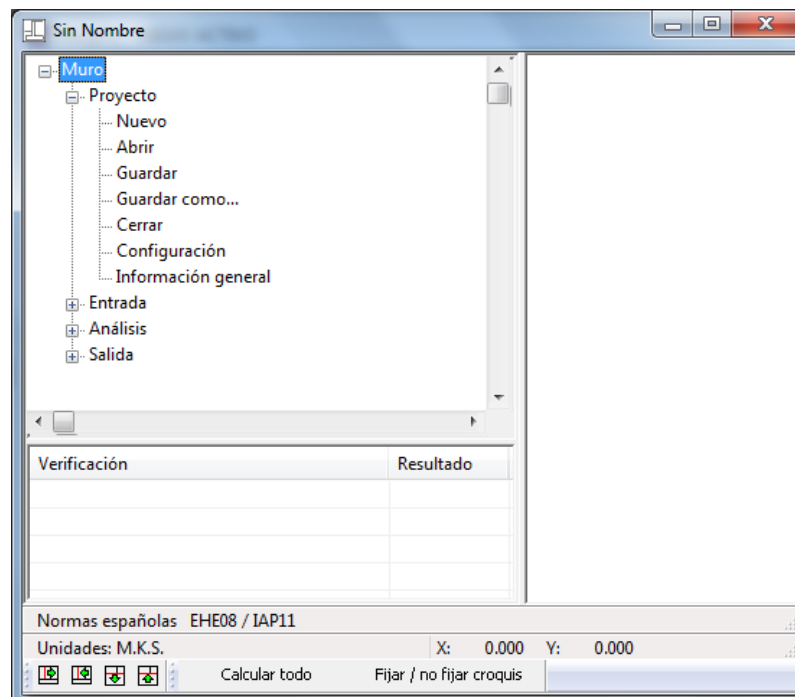 Sin Nombre
Muro
Proyecto
Nuevo
Abrir
Guardar
Guardar como...
Cerrar
Configuración
Información general
Entrada
Análisis
Salida
Verificación Resultado
Normas españolas EHE08 / IAP11
Unidades: M.K.S. X: 0.000 Y: 0.000
Calcular todo Fijar / no fijar croquis